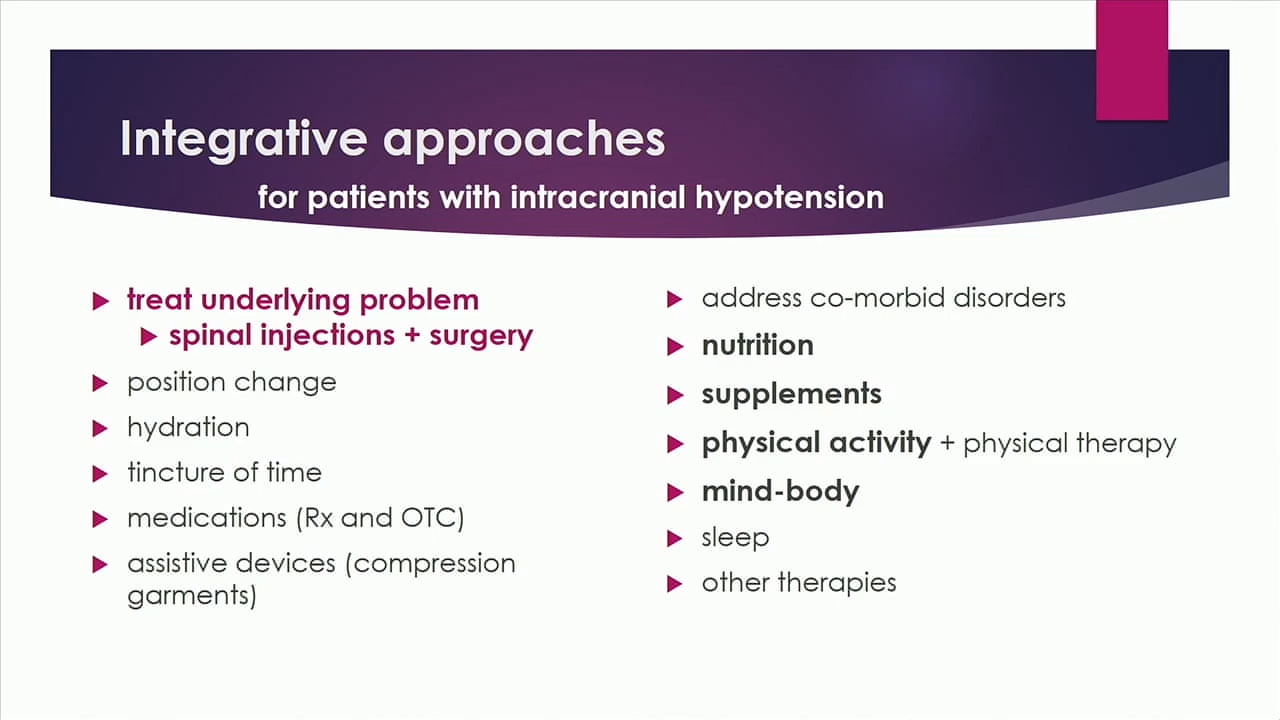 Integrative approaches
for patients with intracranial hypotension
treat underlying problem
spinal injections + surgery
position change
hydration
tincture of time
medications (Rx and OTC)
assistive devices (compression
garments)
address co-morbid disorders
nutrition
supplements
physical activity + physical therapy
mind-body
sleep
other therapies